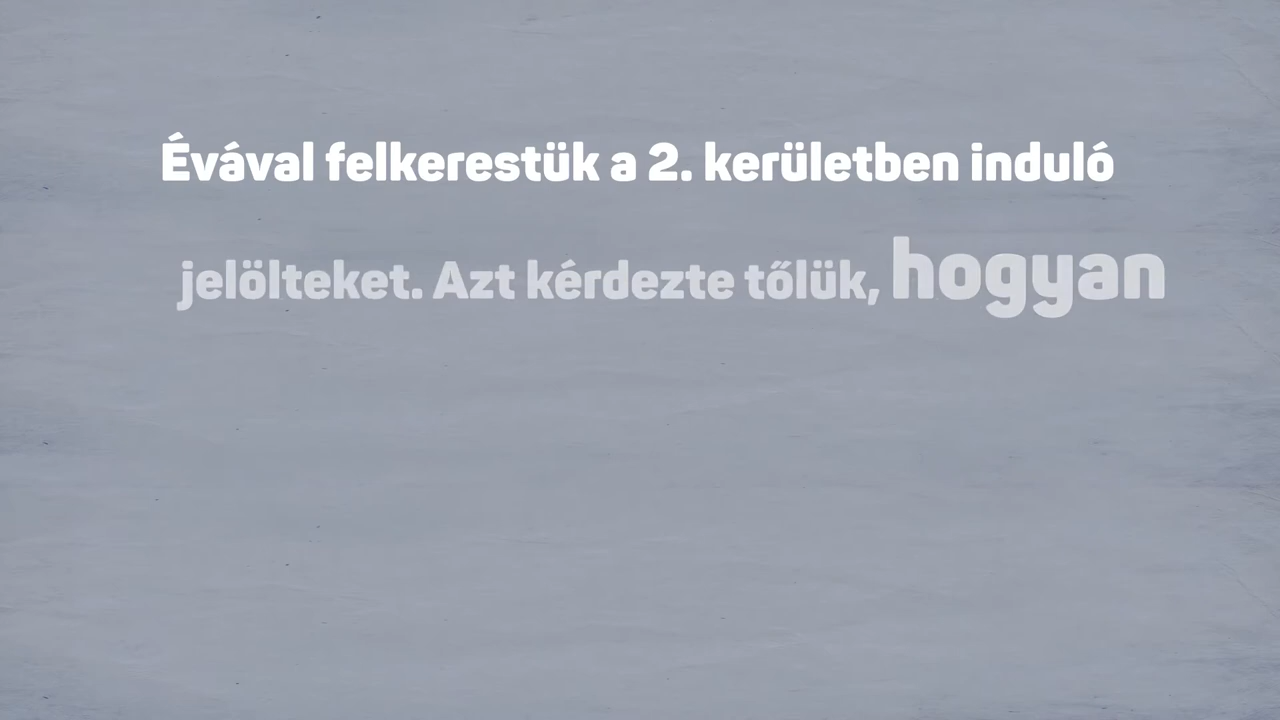 Évával felkerestük a 2. kerületben induló
jelölteket. Azt kérdezte tőlük, hogyan